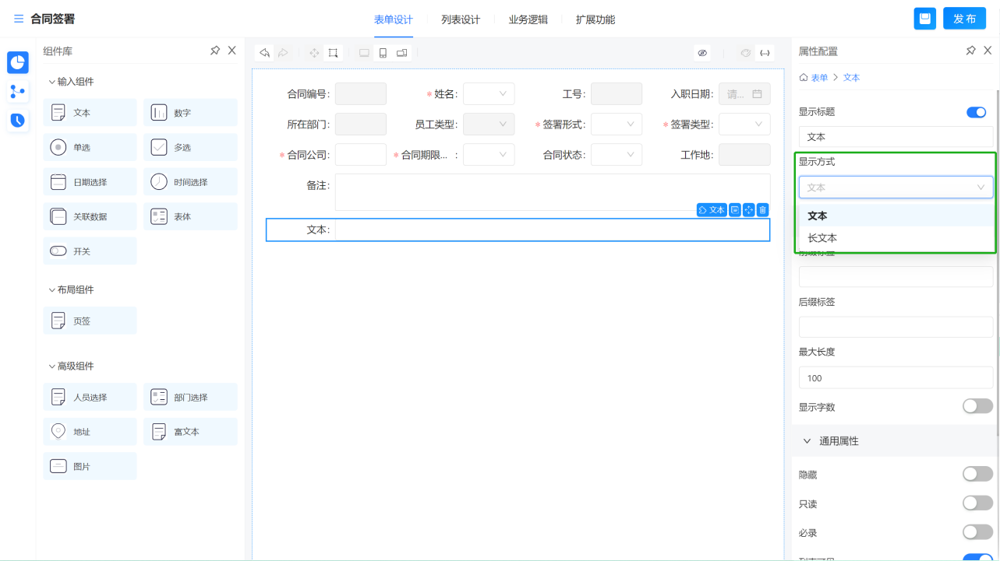 合同签署
表单设计
列表设计
业务逻辑
扩展功能
发布
组件库
输入组件
文本
数字
单选
多选
日期选择
时间选择
关联数据
表体
开关
布局组件
页签
高级组件
人员选择
部门选择
地址
富文本
图片
合同编号:
*姓名:
工号:
入职日期: 请...
所在部门:
员工类型:
*签署形式:
*签署类型:
*合同公司:
*合同期限... :
合同状态:
工作地:
备注:
文本
文本:
属性配置
表单 > 文本
显示标题
文本
显示方式
文本
文本
长文本
前缀标签
后缀标签
最大长度
100
显示字数
通用属性
隐藏
只读
必录
列表可见